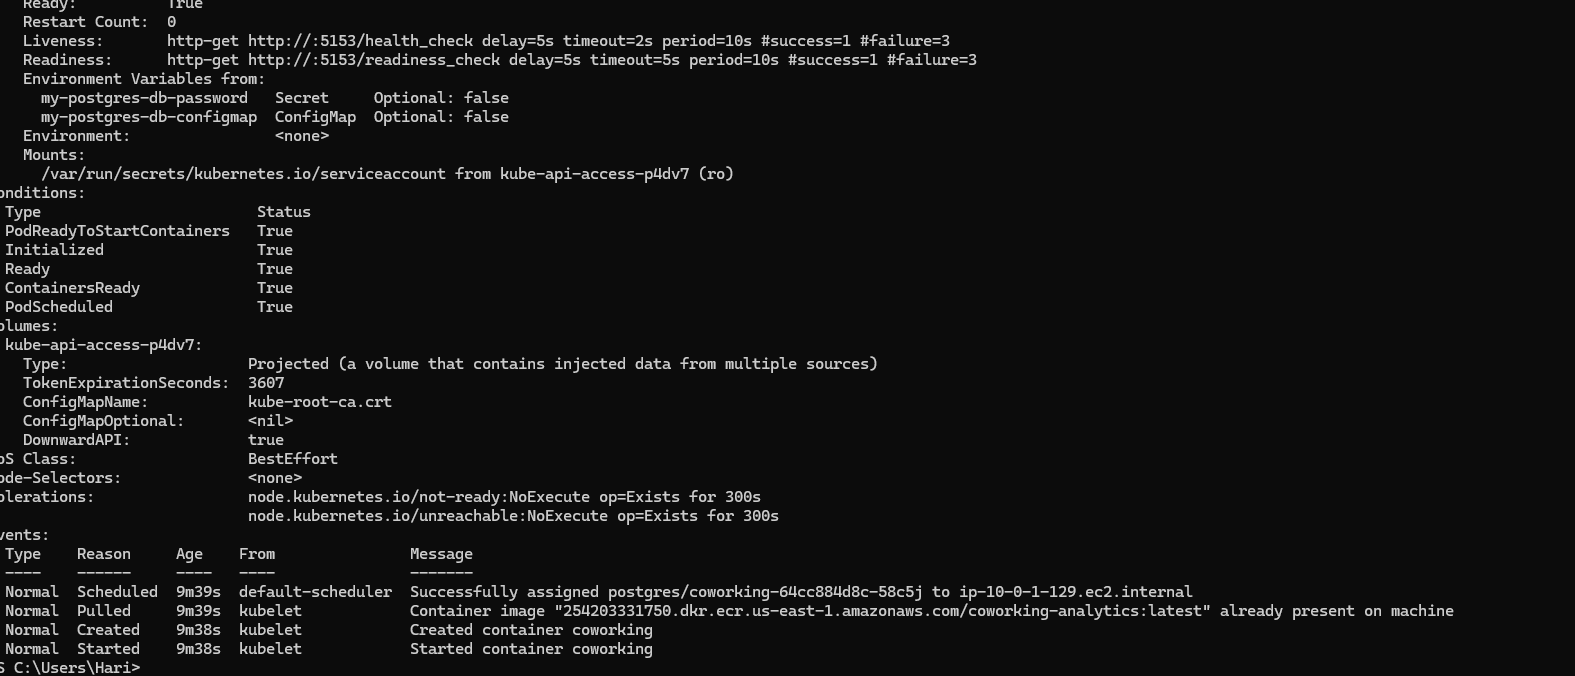 Ready: True
Restart Count: 0
Liveness: http-get http://:5153/health_check delay=5s timeout=2s period=10s #success=1 #failure=3
Readiness: http-get http://:5153/readiness_check delay=5s timeout=5s period=10s #success=1 #failure=3
Environment Variables from:
my-postgres-db-password Secret Optional: false
my-postgres-db-configmap ConfigMap Optional: false
Environment: <none>
Mounts:
/var/run/secrets/kubernetes.io/serviceaccount from kube-api-access-p4dv7 (ro)
onditions:
Type Status
PodReadyToStartContainers True
Initialized True
Ready True
ContainersReady True
PodScheduled True
olumes:
kube-api-access-p4dv7:
Type: Projected (a volume that contains injected data from multiple sources)
TokenExpirationSeconds: 3607
ConfigMapName: kube-root-ca.crt
ConfigMapOptional: <nil>
DownwardAPI: true
oS Class: BestEffort
ode-Selectors: <none>
olerations: node.kubernetes.io/not-ready:NoExecute op=Exists for 300s
node.kubernetes.io/unreachable:NoExecute op=Exists for 300s
vents:
Type Reason Age From Message
---- ------ ---- ---- -------
Normal Scheduled 9m39s default-scheduler Successfully assigned postgres/coworking-64cc884d8c-58c5j to ip-10-0-1-129.ec2.internal
Normal Pulled 9m39s kubelet Container image "254203331750.dkr.ecr.us-east-1.amazonaws.com/coworking-analytics:latest" already present on machine
Normal Created 9m38s kubelet Created container coworking
Normal Started 9m38s kubelet Started container coworking
S C:\Users\Hari>